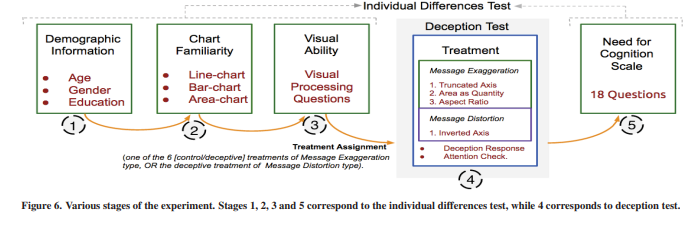 Individual Differences Test
Deception Test
Demographic
Information
• Age
• Gender
• Education
1
Chart
Familiarity
• Line-chart
• Bar-chart
• Area-chart
2
Visual
Ability
Visual
Processing
Questions
3
Treatment Assignment
(one of the 6 [control/deceptive] treatments of Message Exaggeration
type, OR the deceptive treatment of Message Distortion type).
Treatment
Message Exaggeration
1. Truncated Axis
2. Area as Quantity
3. Aspect Ratio
Message Distortion
1. Inverted Axis
• Deception Response
• Attention Check.
4
Need for
Cognition
Scale
18 Questions
5
Figure 6. Various stages of the experiment. Stages 1, 2, 3 and 5 correspond to the individual differences test, while 4 corresponds to deception test.